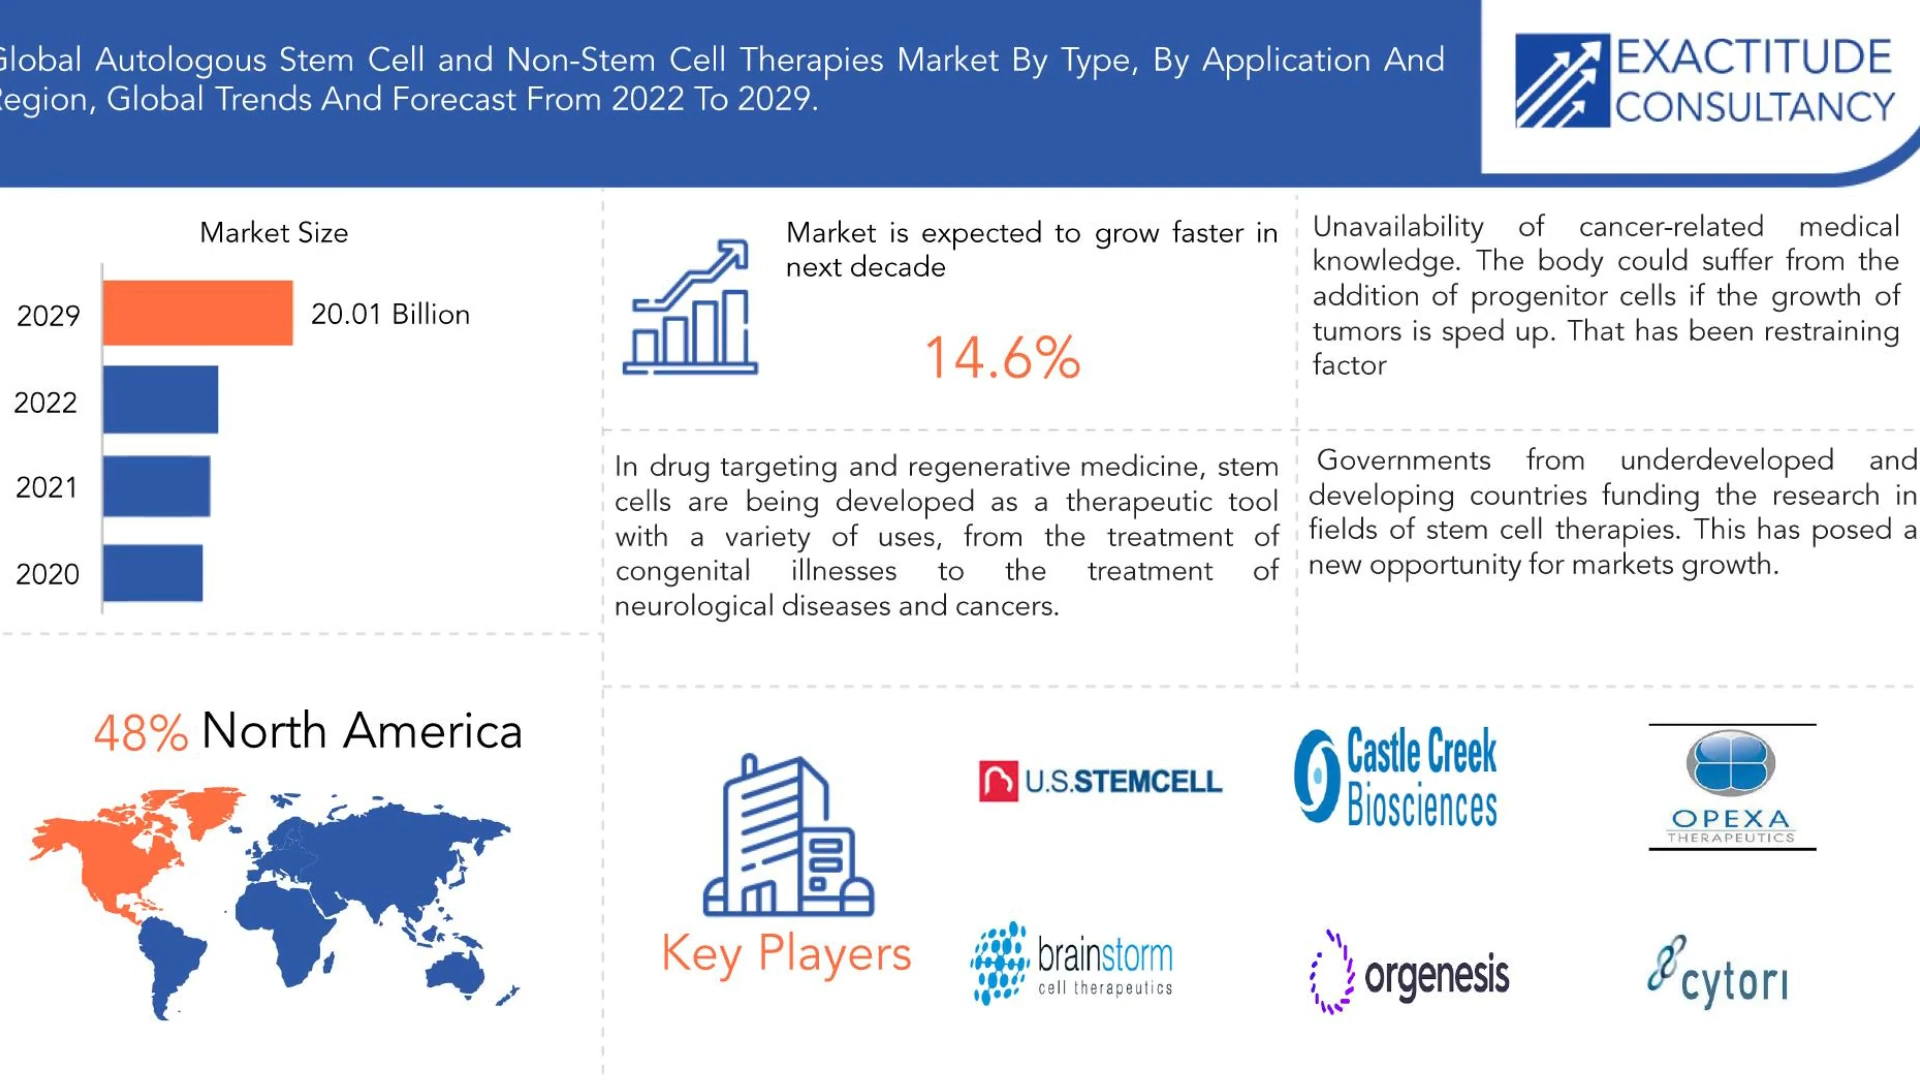 Global Autologous Stem Cell and Non-Stem Cell Therapies Market By Type, By Application And
Region, Global Trends And Forecast From 2022 To 2029.
EXACTITUDE
CONSULTANCY
Market Size
2029
20.01 Billion
2022
2021
2020
Market is expected to grow faster in
next decade
14.6%
Unavailability of cancer-related medical
knowledge. The body could suffer from the
addition of progenitor cells if the growth of
tumors is sped up. That has been restraining
factor
In drug targeting and regenerative medicine, stem
cells are being developed as a therapeutic tool
with a variety of uses, from the treatment of
congenital illnesses to the treatment of
neurological diseases and cancers.
Governments from underdeveloped and
developing countries funding the research in
fields of stem cell therapies. This has posed a
new opportunity for markets growth.
48% North America
Key Players
U.S.STEMCELL
Castle Creek
Biosciences
OPEXA
THERAPEUTICS
brainstorm
cell therapeutics
orgenesis
cytori